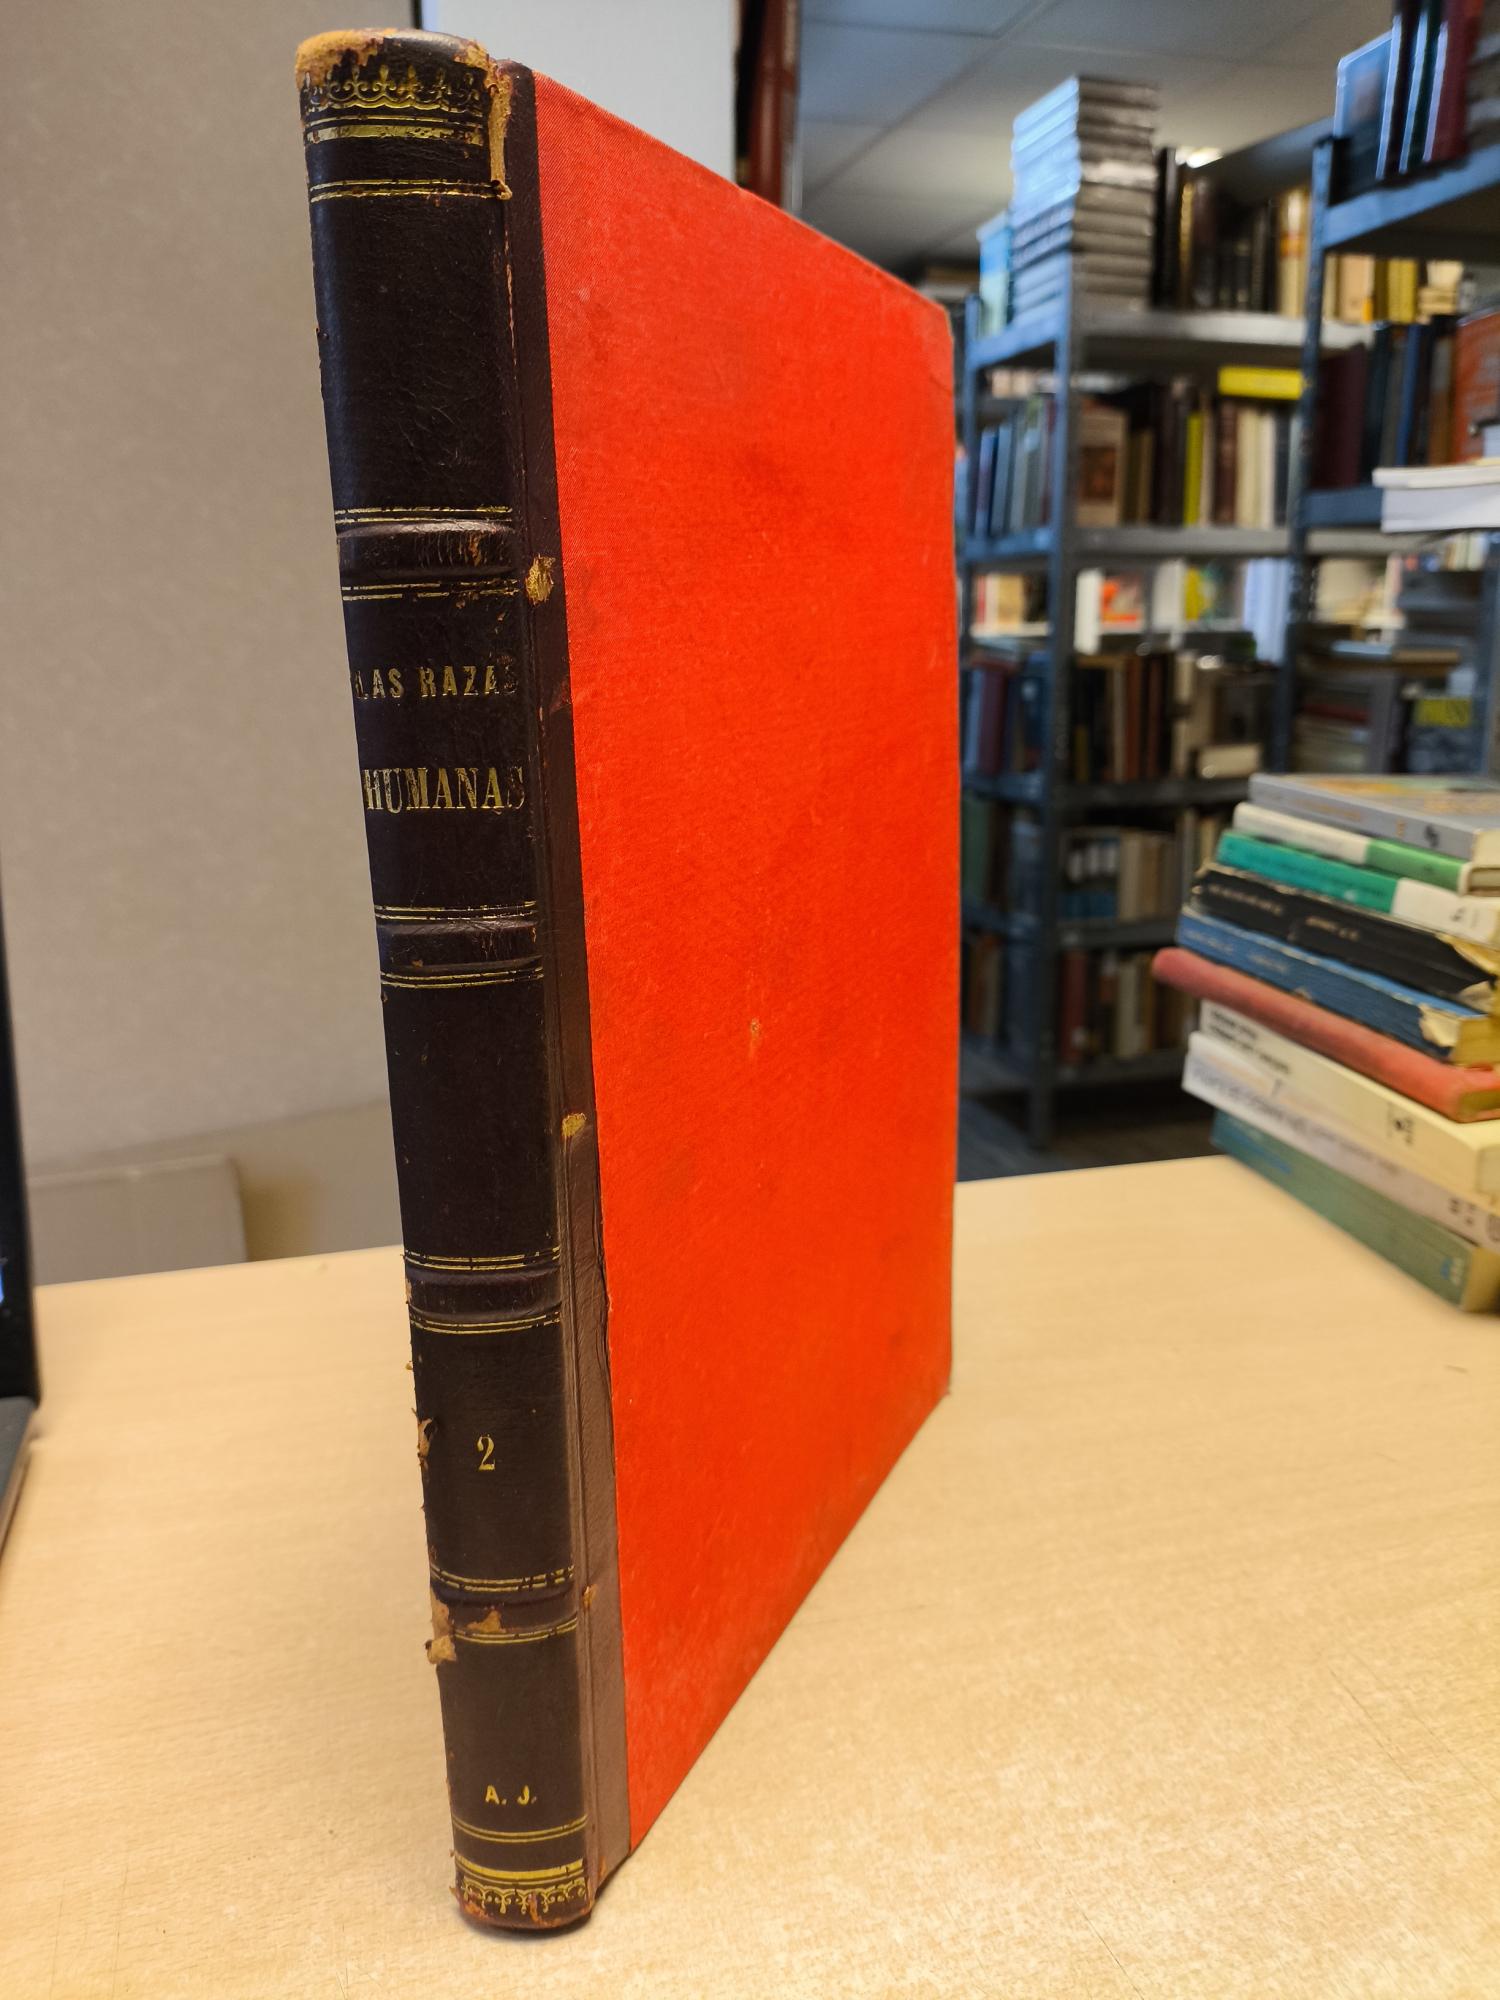 LAS RAZAS
HUMANAS
2
A. J.